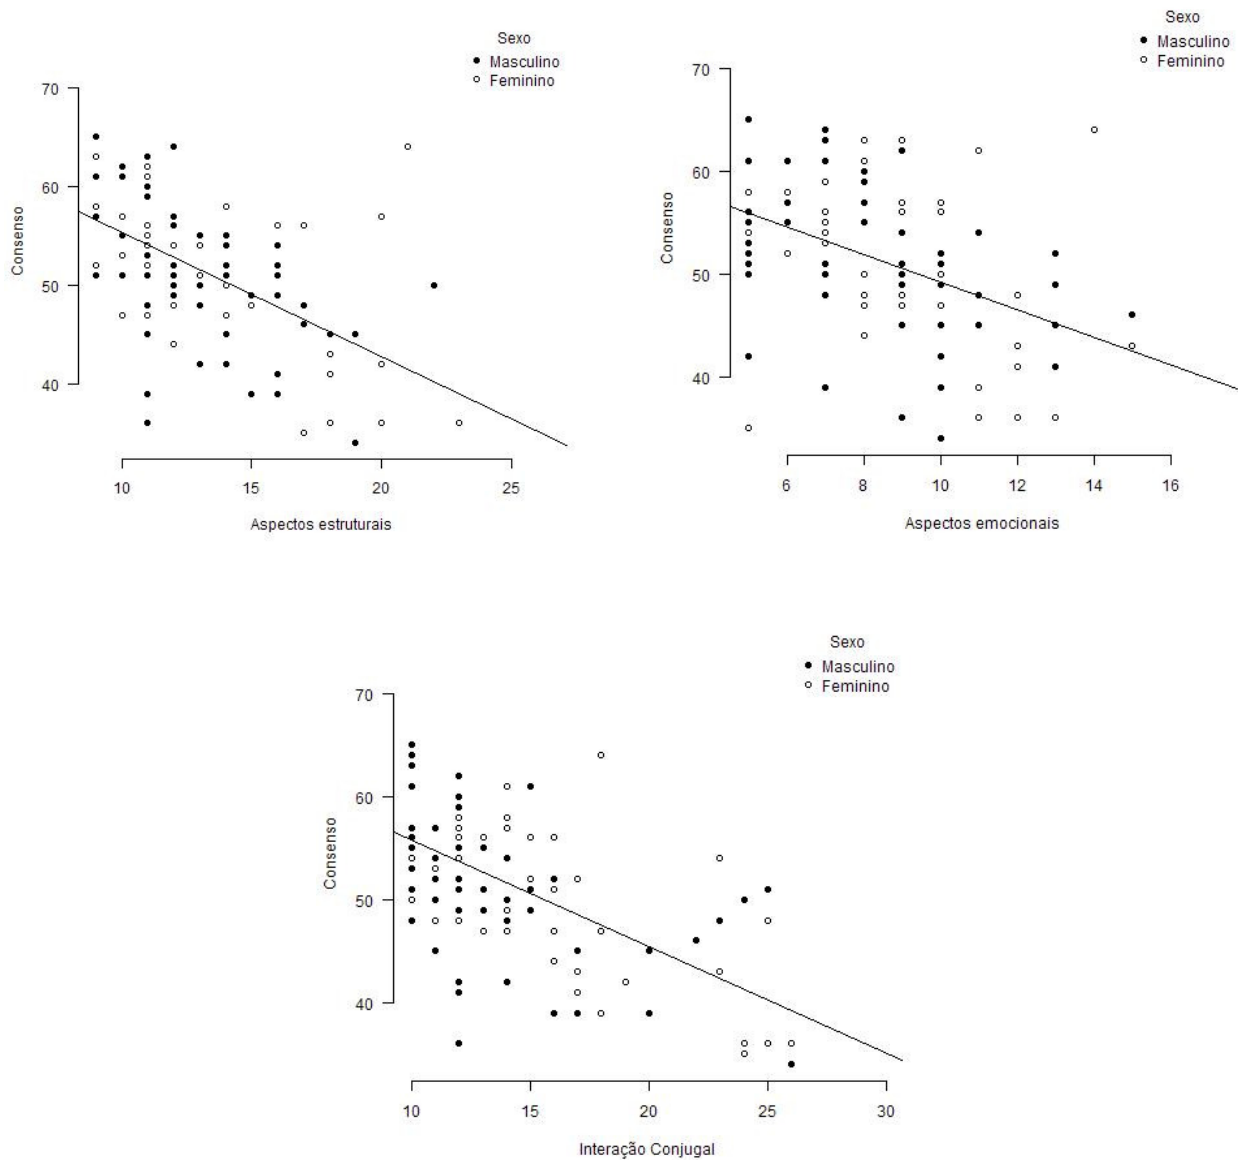 Sexo
Masculino
Feminino
70
60
50
40
Consenso
10 15 20 25
Aspectos estruturais
Sexo
Masculino
Feminino
70
60
50
40
Consenso
6 8 10 12 14 16
Aspectos emocionais
Sexo
Masculino
Feminino
70
60
50
40
Consenso
10 15 20 25 30
Interação Conjugal